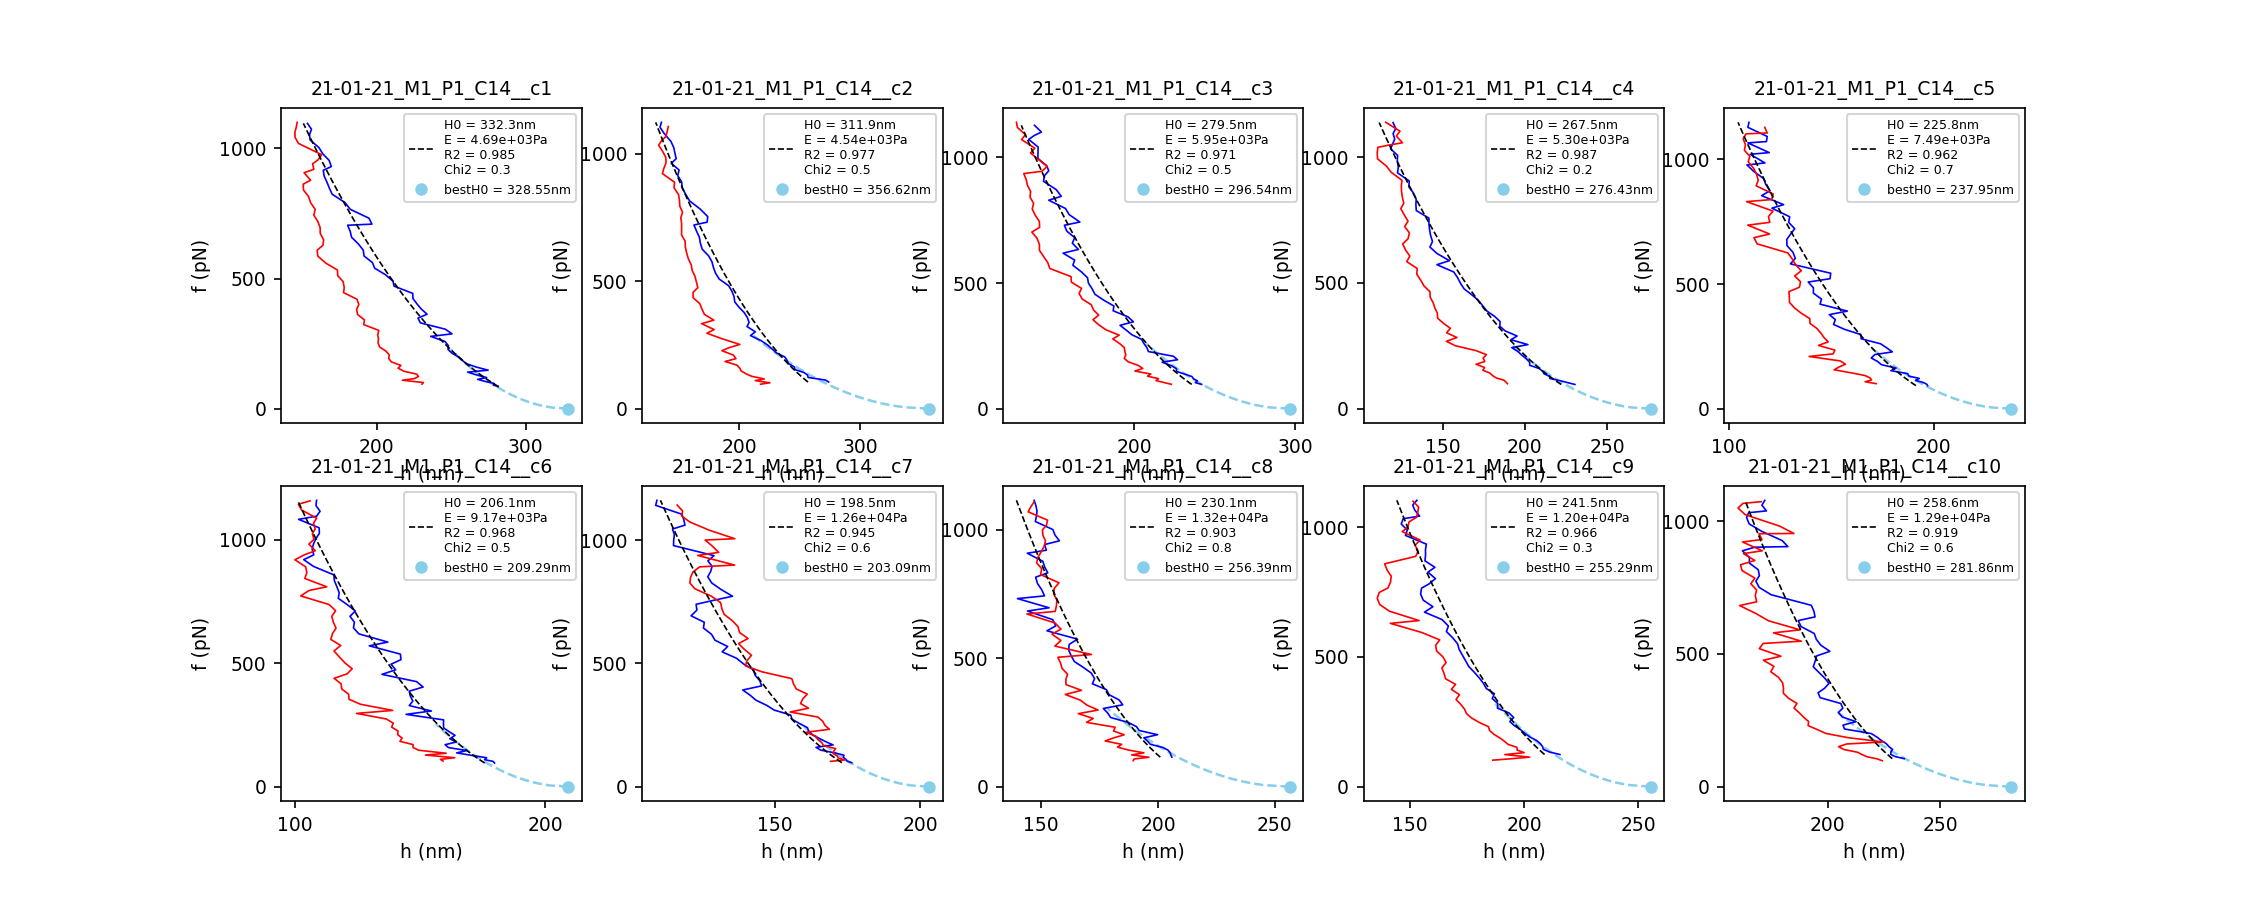 21-01-21_M1_P1_C14__c1
21-01-21_M1_P1_C14__c2
21-01-21_M1_P1_C14__c3
21-01-21_M1_P1_C14__c4
21-01-21_M1_P1_C14__c5
H0 = 332.3nm
E = 4.69e+03Pa
R2 = 0.985
Chi2 = 0.3
bestH0 = 328.55nm
H0 = 311.9nm
E = 4.54e+03Pa
R2 = 0.977
Chi2 = 0.5
bestH0 = 356.62nm
H0 = 279.5nm
E = 5.95e+03Pa
R2 = 0.971
Chi2 = 0.5
bestH0 = 296.54nm
H0 = 267.5nm
E = 5.30e+03Pa
R2 = 0.987
Chi2 = 0.2
bestH0 = 276.43nm
H0 = 225.8nm
E = 7.49e+03Pa
R2 = 0.962
Chi2 = 0.7
bestH0 = 237.95nm
f (pN)
1000
500
0
f (pN)
1000
500
0
f (pN)
1000
500
0
f (pN)
1000
500
0
f (pN)
1000
500
0
200 300
200 300
200 300
150 200 250
100 200
h (nm)
h (nm)
h (nm)
h (nm)
h (nm)
21-01-21_M1_P1_C14__c6
21-01-21_M1_P1_C14__c7
21-01-21_M1_P1_C14__c8
21-01-21_M1_P1_C14__c9
21-01-21_M1_P1_C14__c10
H0 = 206.1nm
E = 9.17e+03Pa
R2 = 0.968
Chi2 = 0.5
bestH0 = 209.29nm
H0 = 198.5nm
E = 1.26e+04Pa
R2 = 0.945
Chi2 = 0.6
bestH0 = 203.09nm
H0 = 230.1nm
E = 1.32e+04Pa
R2 = 0.903
Chi2 = 0.8
bestH0 = 256.39nm
H0 = 241.5nm
E = 1.20e+04Pa
R2 = 0.966
Chi2 = 0.3
bestH0 = 255.29nm
H0 = 258.6nm
E = 1.29e+04Pa
R2 = 0.919
Chi2 = 0.6
bestH0 = 281.86nm
f (pN)
1000
500
0
f (pN)
1000
500
0
f (pN)
1000
500
0
f (pN)
1000
500
0
f (pN)
1000
500
0
100 200
150 200
150 200 250
150 200 250
200 250
h (nm)
h (nm)
h (nm)
h (nm)
h (nm)